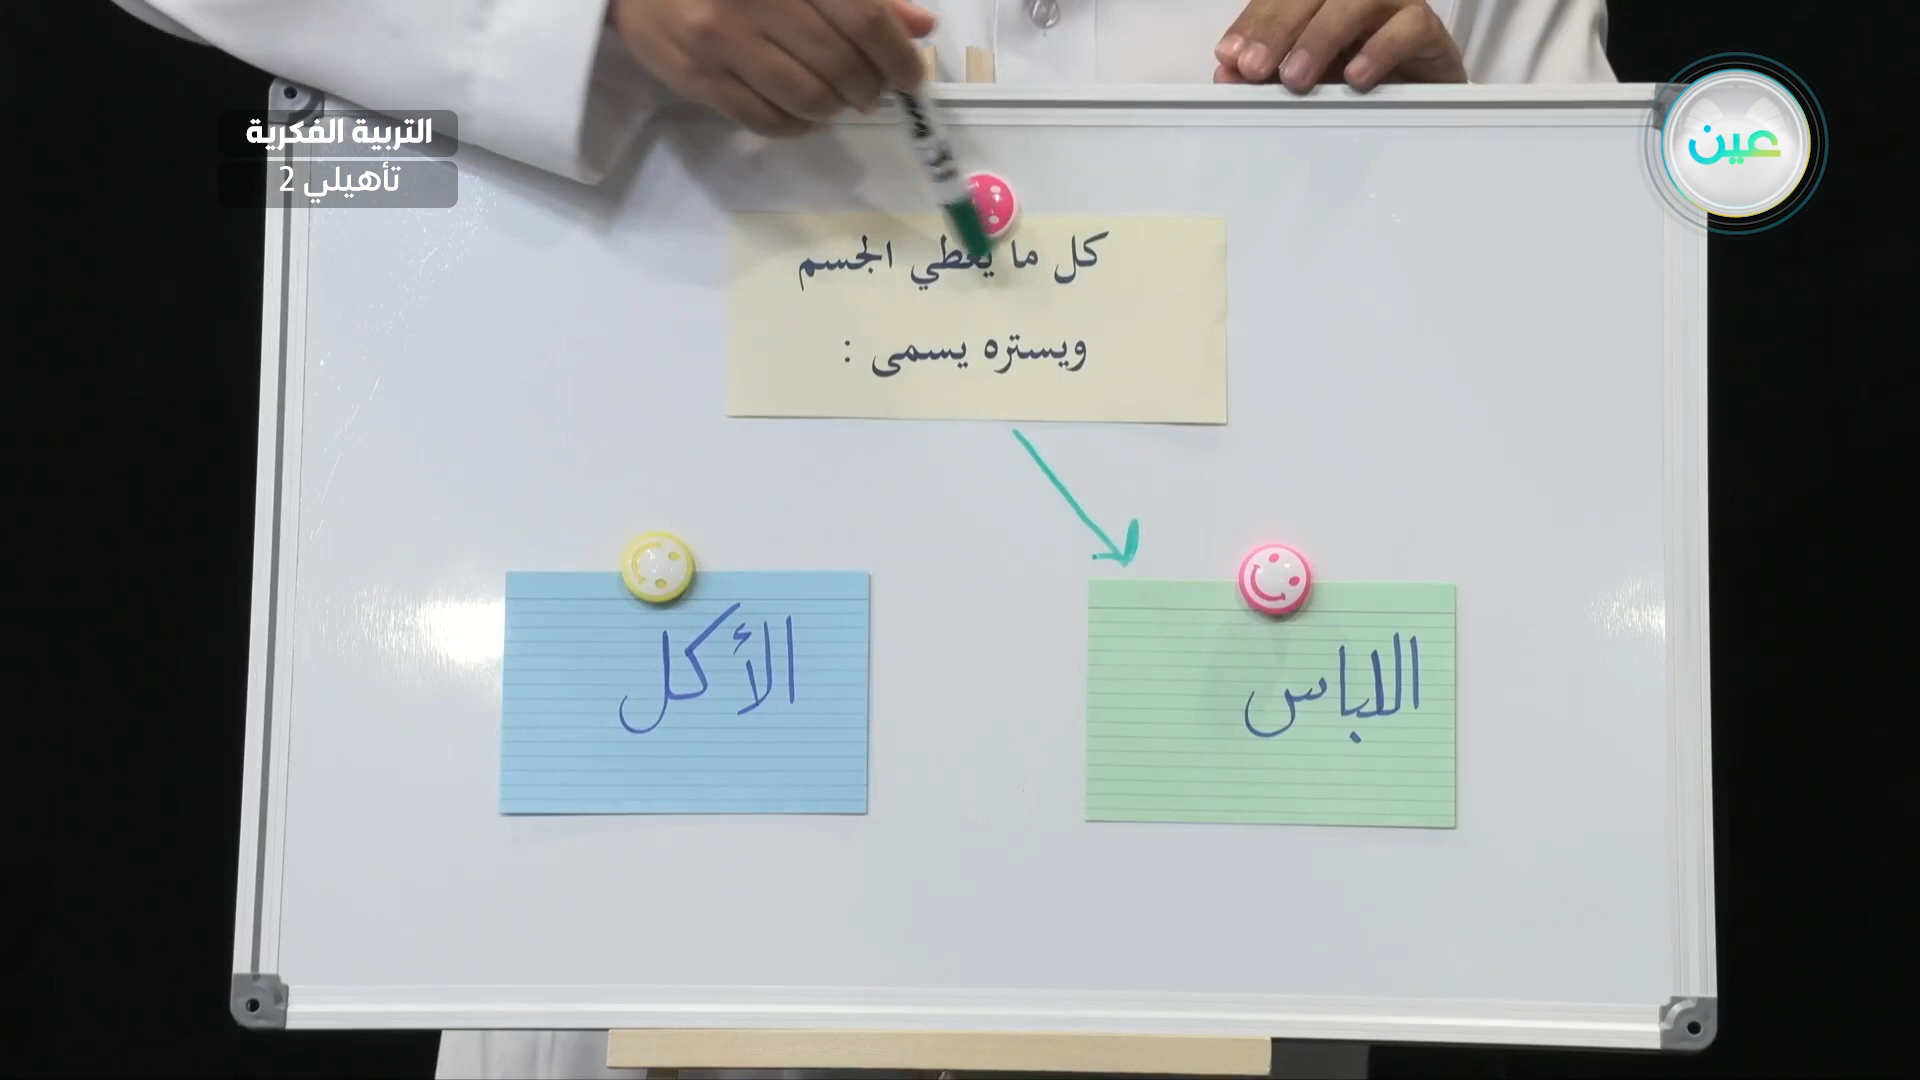 التربية الفكرية
تأهيلي 2
عين
كل ما يغطي الجسم
ويستره يسمى :
اللباس
الأكل